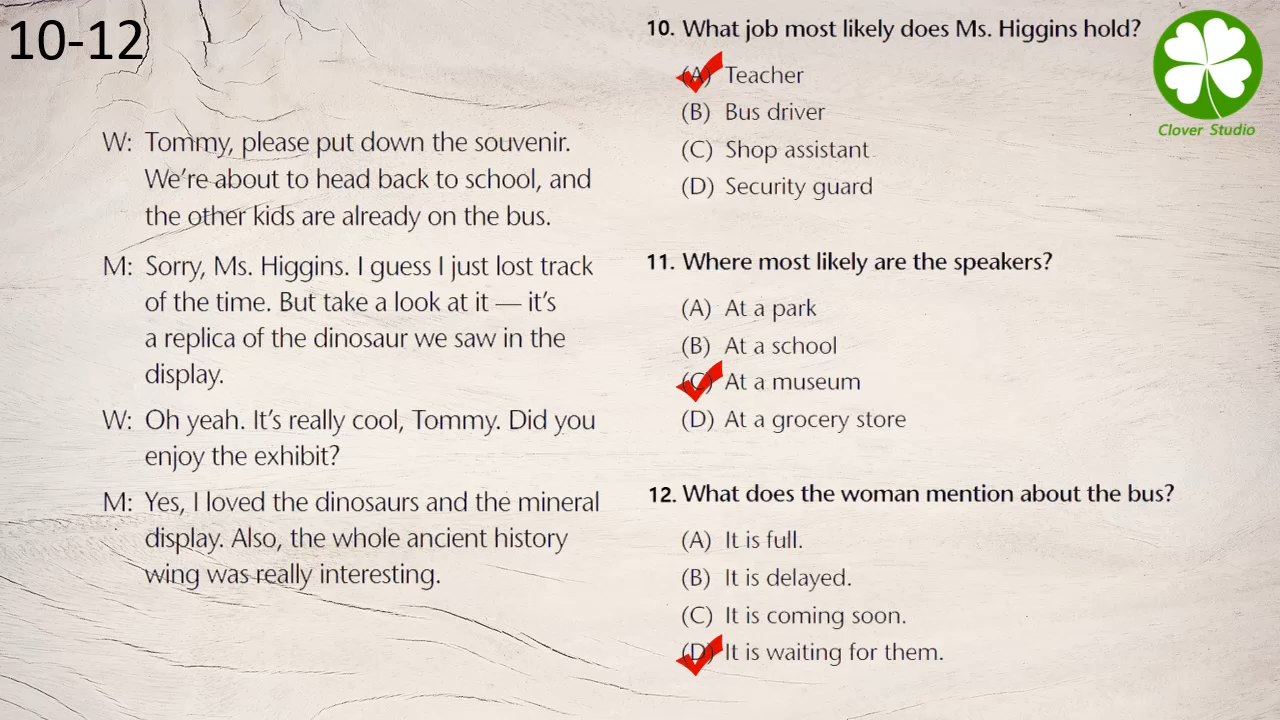 10-12
W: Tommy, please put down the souvenir.
We're about to head back to school, and
the other kids are already on the bus.
M: Sorry, Ms. Higgins. I guess I just lost track
of the time. But take a look at it — it's
a replica of the dinosaur we saw in the
display.
W: Oh yeah. It's really cool, Tommy. Did you
enjoy the exhibit?
M: Yes, I loved the dinosaurs and the mineral
display. Also, the whole ancient history
wing was really interesting.
10. What job most likely does Ms. Higgins hold?
(A) Teacher
(B) Bus driver
(C) Shop assistant
(D) Security guard
11. Where most likely are the speakers?
(A) At a park
(B) At a school
(C) At a museum
(D) At a grocery store
12. What does the woman mention about the bus?
(A) It is full.
(B) It is delayed.
(C) It is coming soon.
(D) It is waiting for them.
Clover Studio